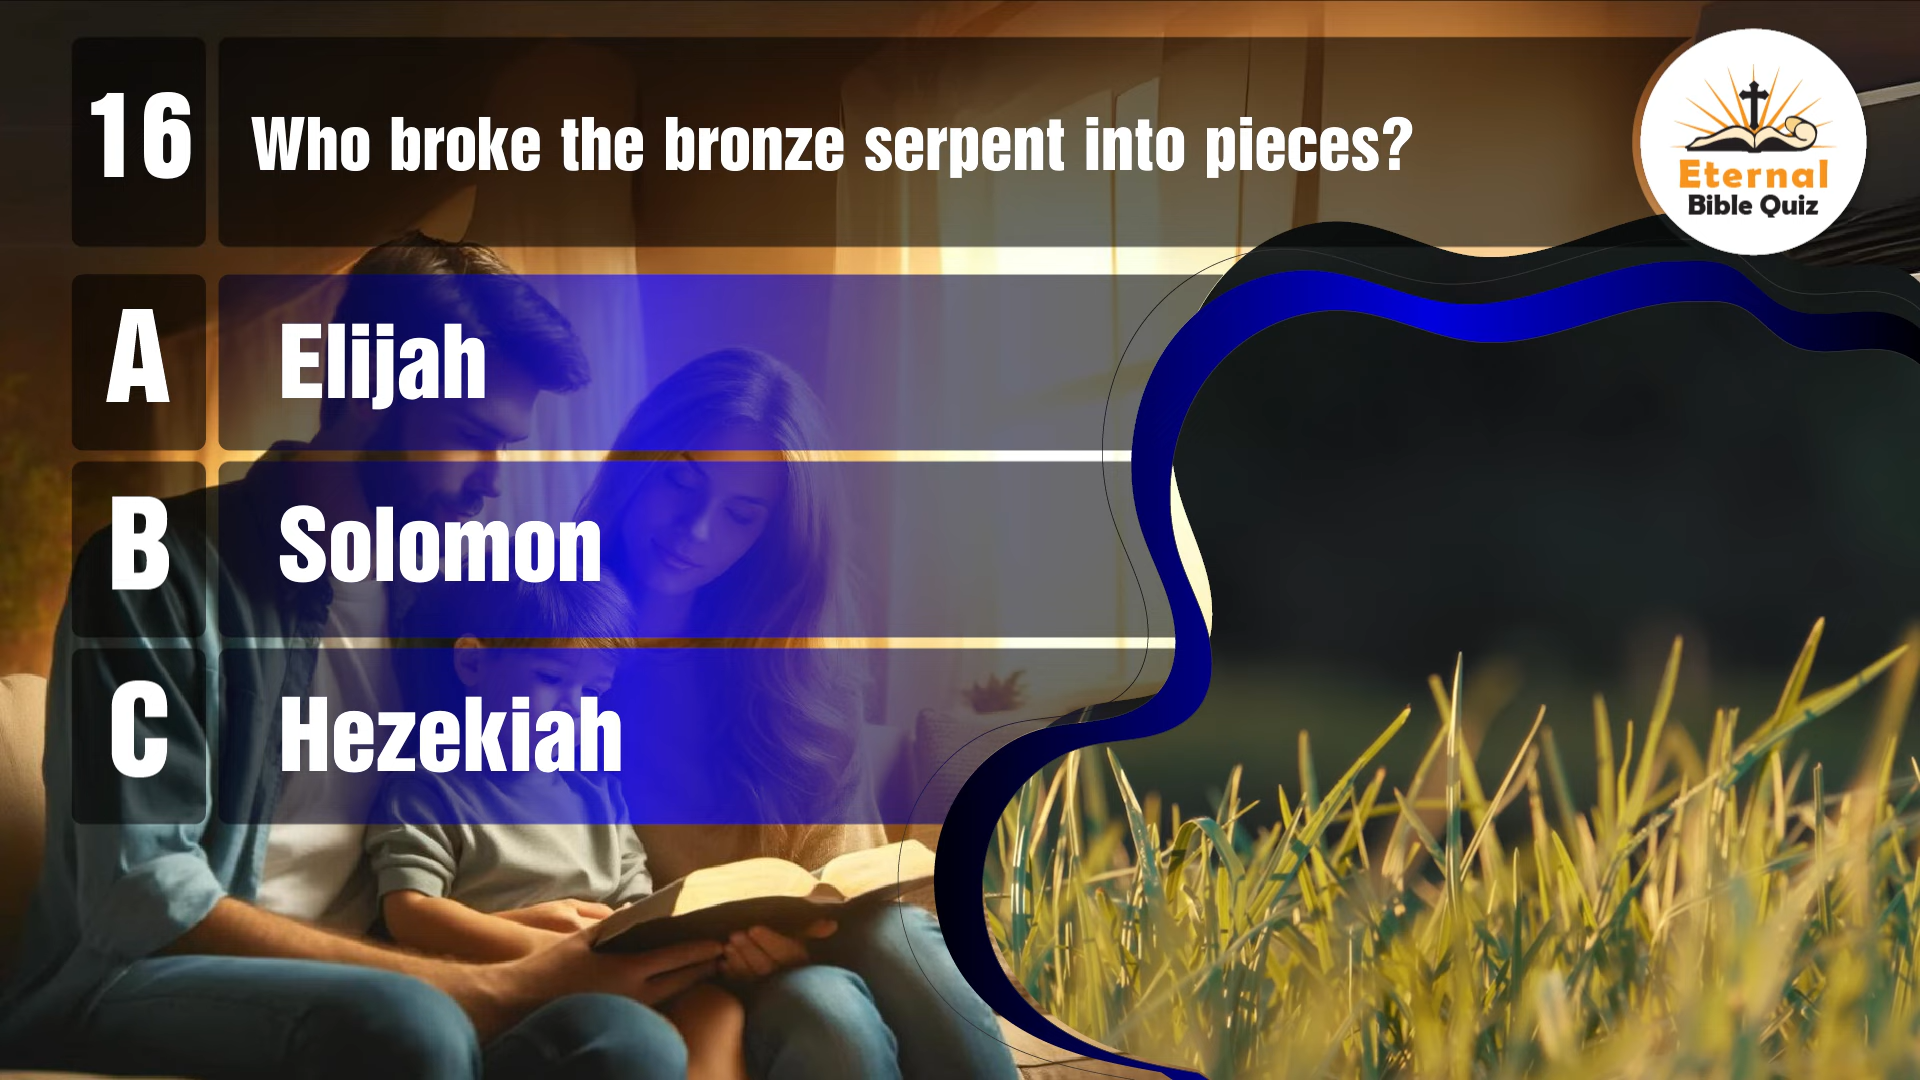 16
Who broke the bronze serpent into pieces?
Eternal
Bible Quiz
A
Elijah
B
Solomon
C
Hezekiah